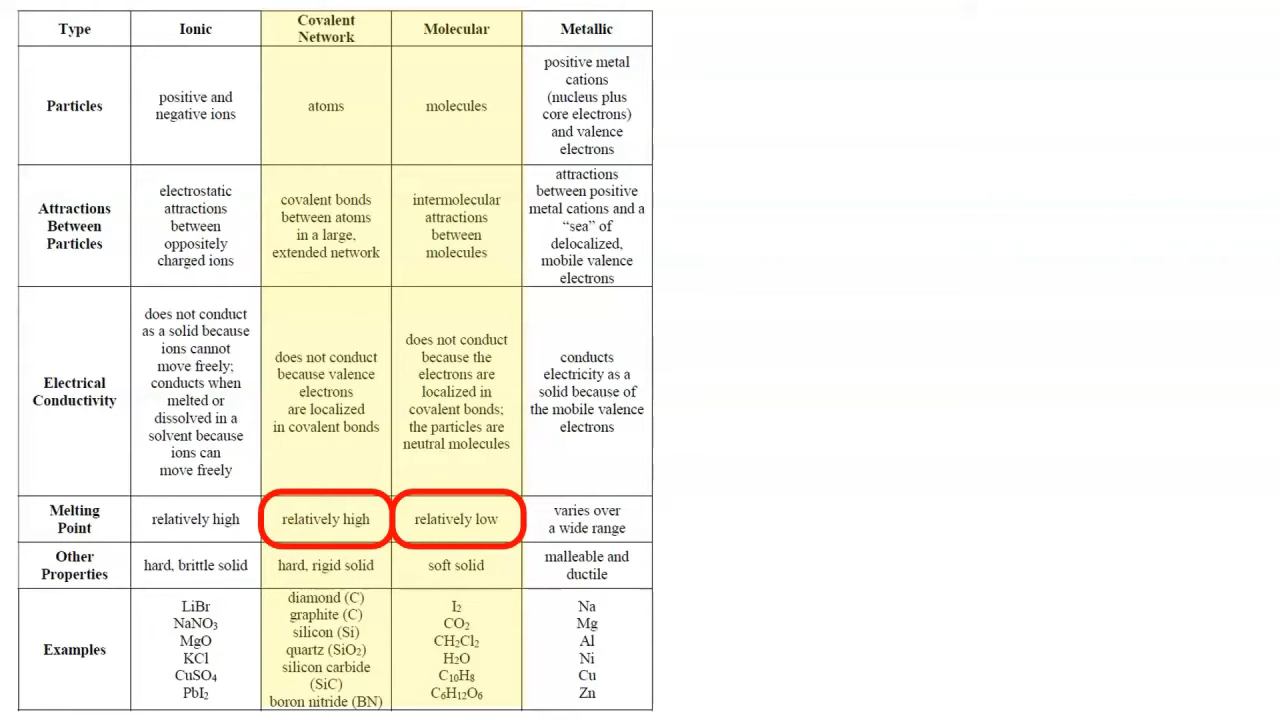 Type
Ionic
Covalent
Network
Molecular
Metallic
Particles
positive and
negative ions
atoms
molecules
positive metal
cations
(nucleus plus
core electrons)
and valence
electrons
Attractions
Between
Particles
electrostatic
attractions
between
oppositely
charged ions
covalent bonds
between atoms
in a large,
extended network
intermolecular
attractions
between
molecules
attractions
between positive
metal cations and a
“sea” of
delocalized,
mobile valence
electrons
Electrical
Conductivity
does not conduct
as a solid because
ions cannot
move freely;
conducts when
melted or
dissolved in a
solvent because
ions can
move freely
does not conduct
because valence
electrons
are localized
in covalent bonds
does not conduct
because the
electrons are
localized in
covalent bonds;
the particles are
neutral molecules
conducts
electricity as a
solid because of
the mobile valence
electrons
Melting
Point
relatively high
relatively high
relatively low
varies over
a wide range
Other
Properties
hard, brittle solid
hard, rigid solid
soft solid
malleable and
ductile
Examples
LiBr
NaNO₃
MgO
KCl
CuSO₄
PbI₂
diamond (C)
graphite (C)
silicon (Si)
quartz (SiO₂)
silicon carbide
(SiC)
boron nitride (BN)
I₂
CO₂
CH₂Cl₂
H₂O
C₁₀H₈
C₆H₁₂O₆
Na
Mg
Al
Ni
Cu
Zn